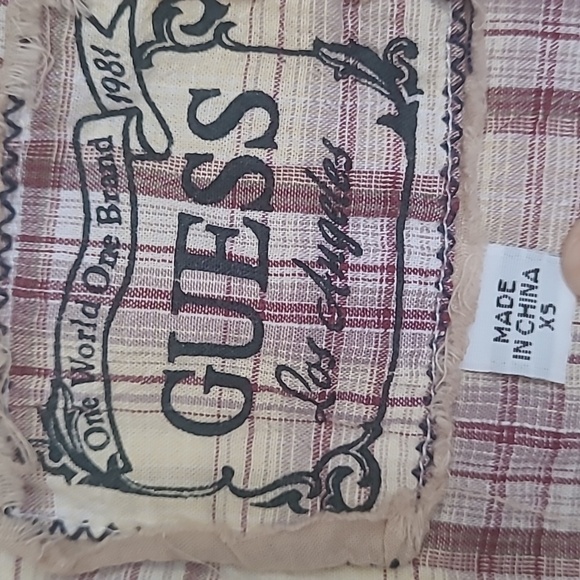 One World One Brand 1981
GUESS
Los Angeles
MADE
IN CHINA
XS